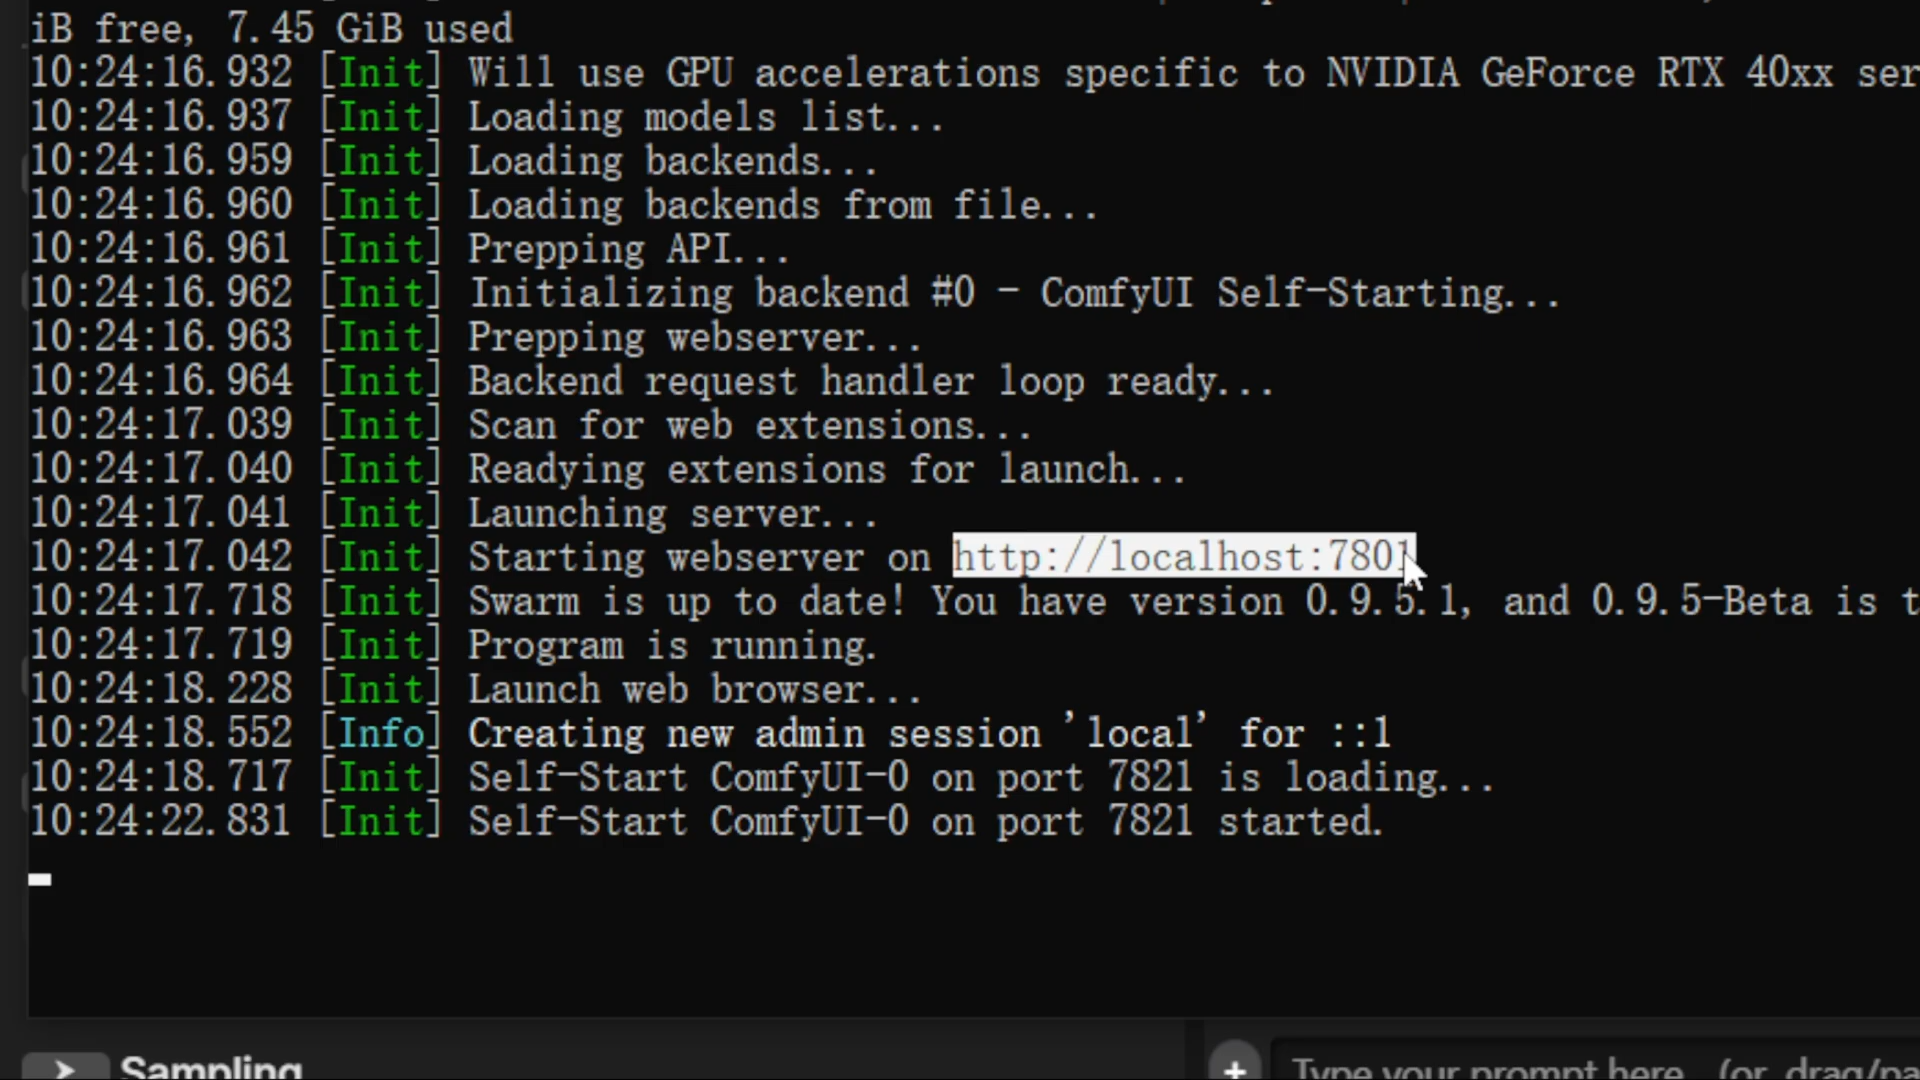 iB free, 7.45 GiB used
10:24:16.932 [Init] Will use GPU accelerations specific to NVIDIA GeForce RTX 40xx ser
10:24:16.937 [Init] Loading models list...
10:24:16.959 [Init] Loading backends...
10:24:16.960 [Init] Loading backends from file...
10:24:16.961 [Init] Prepping API...
10:24:16.962 [Init] Initializing backend #0 - ComfyUI Self-Starting...
10:24:16.963 [Init] Prepping webserver...
10:24:16.964 [Init] Backend request handler loop ready...
10:24:17.039 [Init] Scan for web extensions...
10:24:17.040 [Init] Readying extensions for launch...
10:24:17.041 [Init] Launching server...
10:24:17.042 [Init] Starting webserver on http://localhost:7801
10:24:17.718 [Init] Swarm is up to date! You have version 0.9.5.1, and 0.9.5-Beta is t
10:24:17.719 [Init] Program is running.
10:24:18.228 [Init] Launch web browser...
10:24:18.552 [Info] Creating new admin session 'local' for ::1
10:24:18.717 [Init] Self-Start ComfyUI-0 on port 7821 is loading...
10:24:22.831 [Init] Self-Start ComfyUI-0 on port 7821 started.
Sampling
Type your prompt here... (or, drag/pa